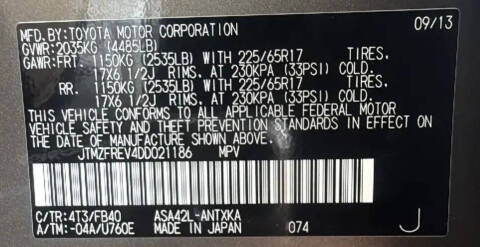 MFD.BY:TOYOTA MOTOR CORPORATION 09/13
GVWR:2035KG (4485LB)
GAWR:FRT. 1150KG (2535LB) WITH 225/65R17 TIRES.
17X6 1/2J RIMS. AT 230KPA (33PSI) COLD.
RR. 1150KG (2535LB) WITH 225/65R17 TIRES.
17X6 1/2J RIMS. AT 230KPA (33PSI) COLD.
THIS VEHICLE CONFORMS TO ALL APPLICABLE FEDERAL MOTOR
VEHICLE SAFETY AND THEFT PREVENTION STANDARDS IN EFFECT ON
THE DATE OF MANUFACTURE SHOWN ABOVE.
JTMZFREV4DD021186 MPV
C/TR:4T3/FB40 ASA42L-ANTXKA
A/TM:-04A/U760E MADE IN JAPAN 074 J